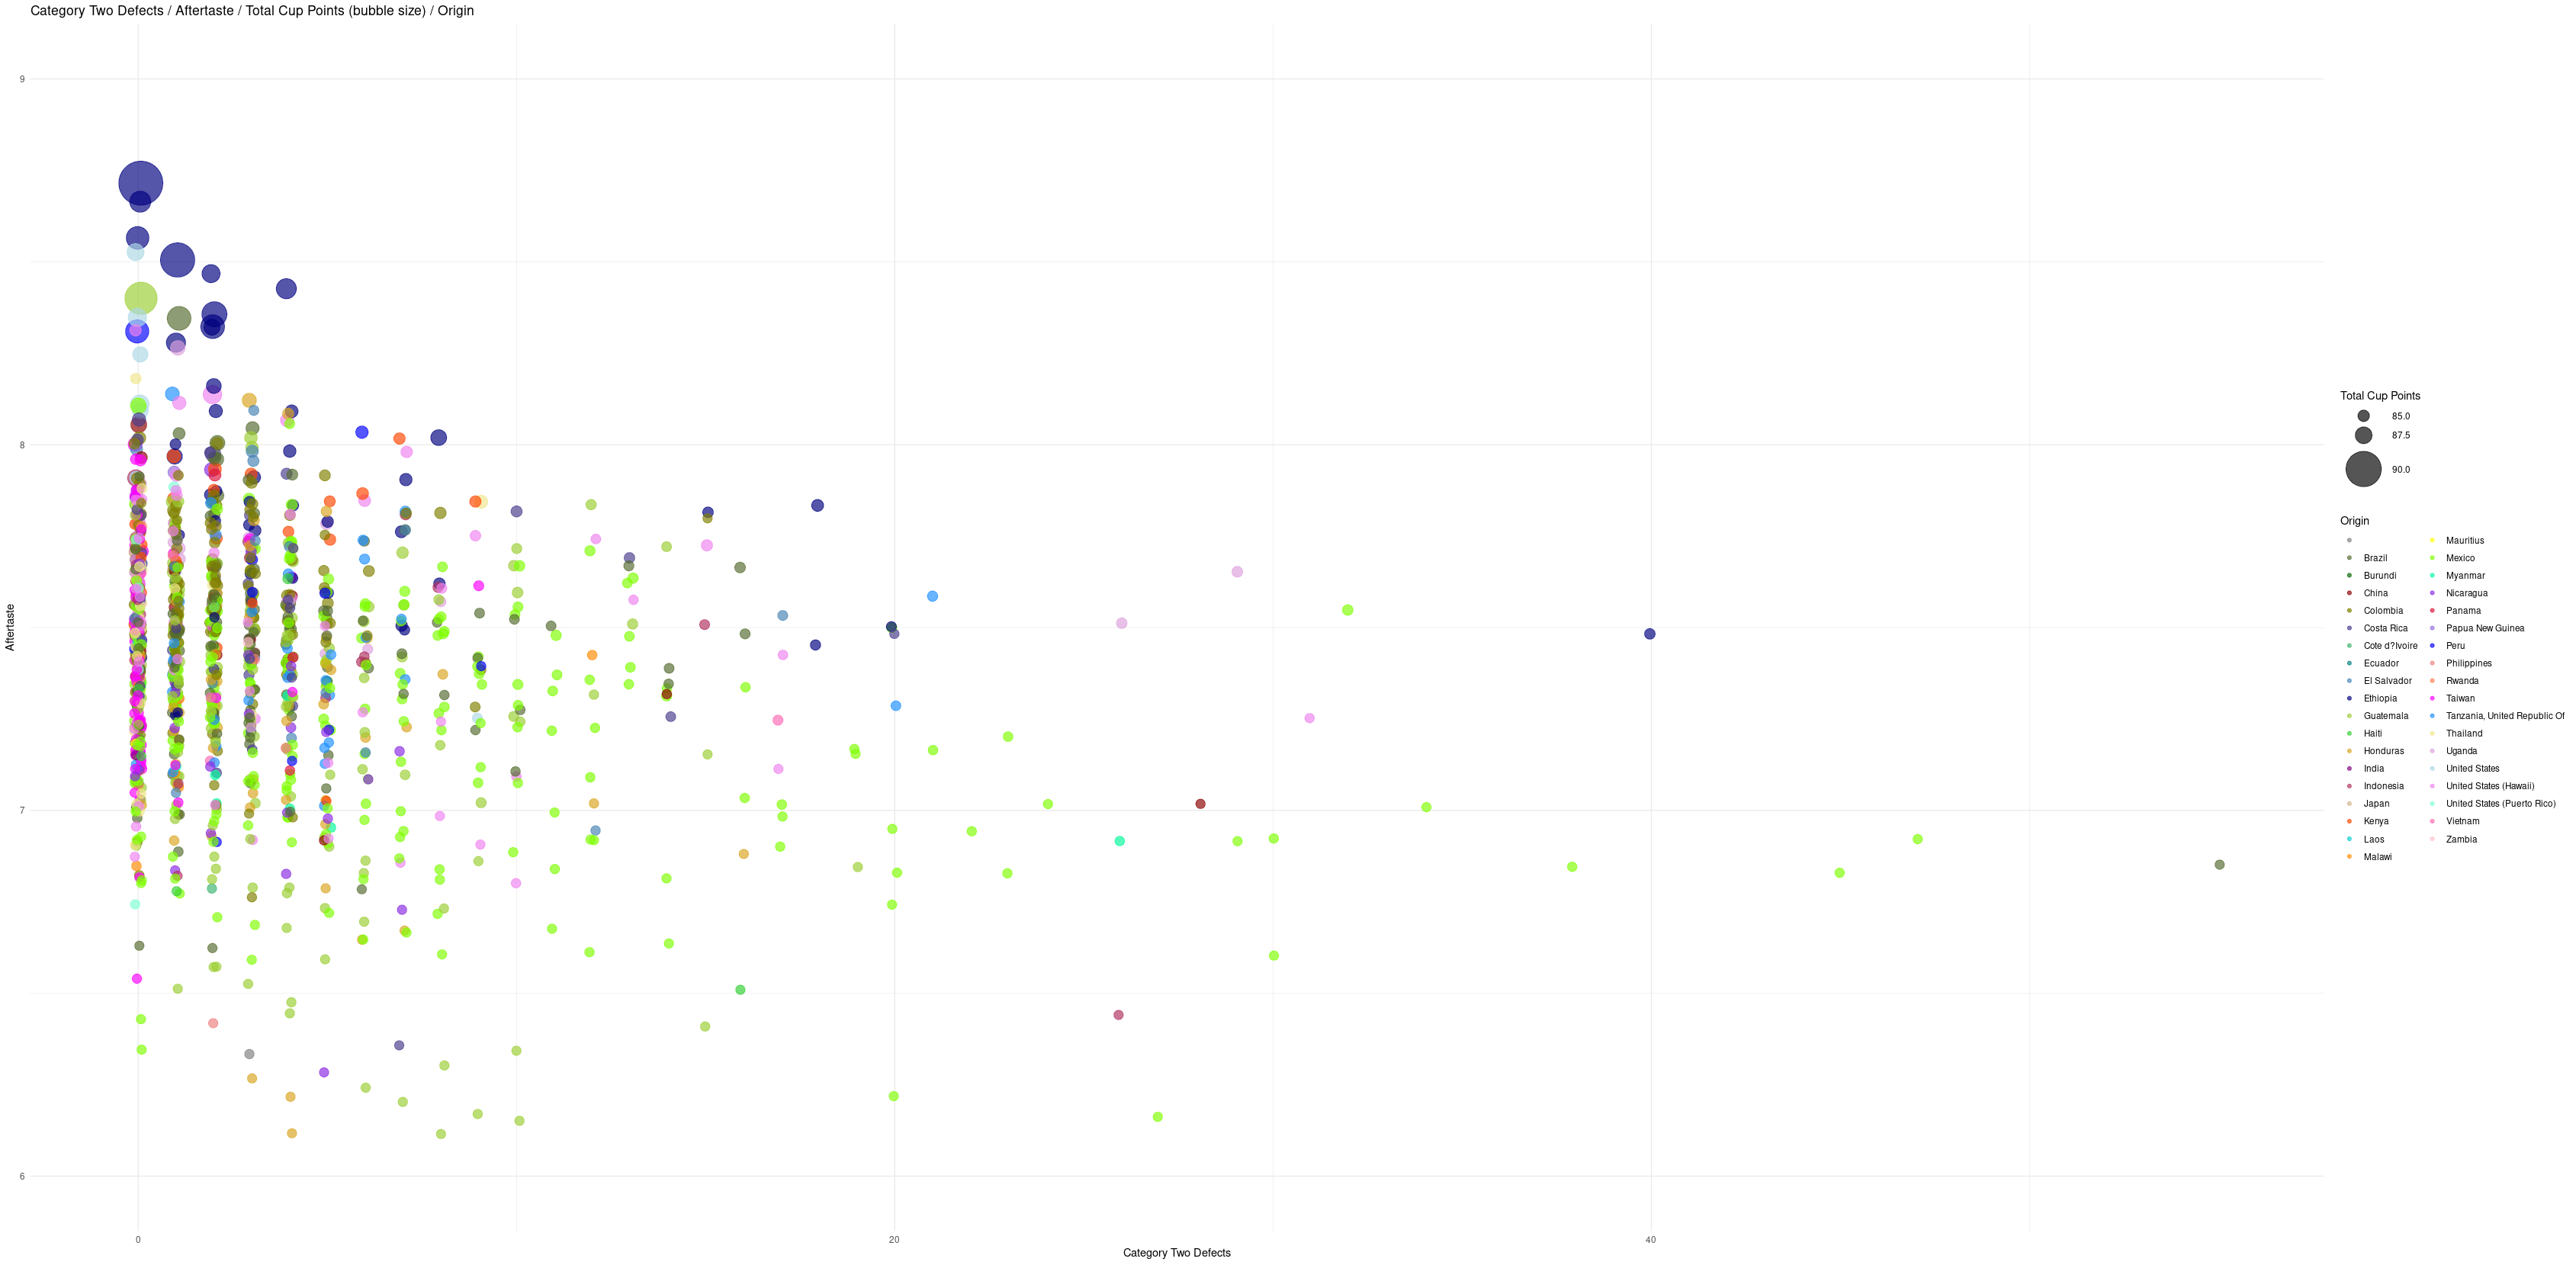 Category Two Defects / Aftertaste / Total Cup Points (bubble size) / Origin
9
8
7
6
Aftertaste
0
20
40
Category Two Defects
Total Cup Points
85.0
87.5
90.0
Origin
Brazil
Burundi
China
Colombia
Costa Rica
Cote d?Ivoire
Ecuador
El Salvador
Ethiopia
Guatemala
Haiti
Honduras
India
Indonesia
Japan
Kenya
Laos
Malawi
Mauritius
Mexico
Myanmar
Nicaragua
Panama
Papua New Guinea
Peru
Philippines
Rwanda
Taiwan
Tanzania, United Republic Of
Thailand
Uganda
United States
United States (Hawaii)
United States (Puerto Rico)
Vietnam
Zambia